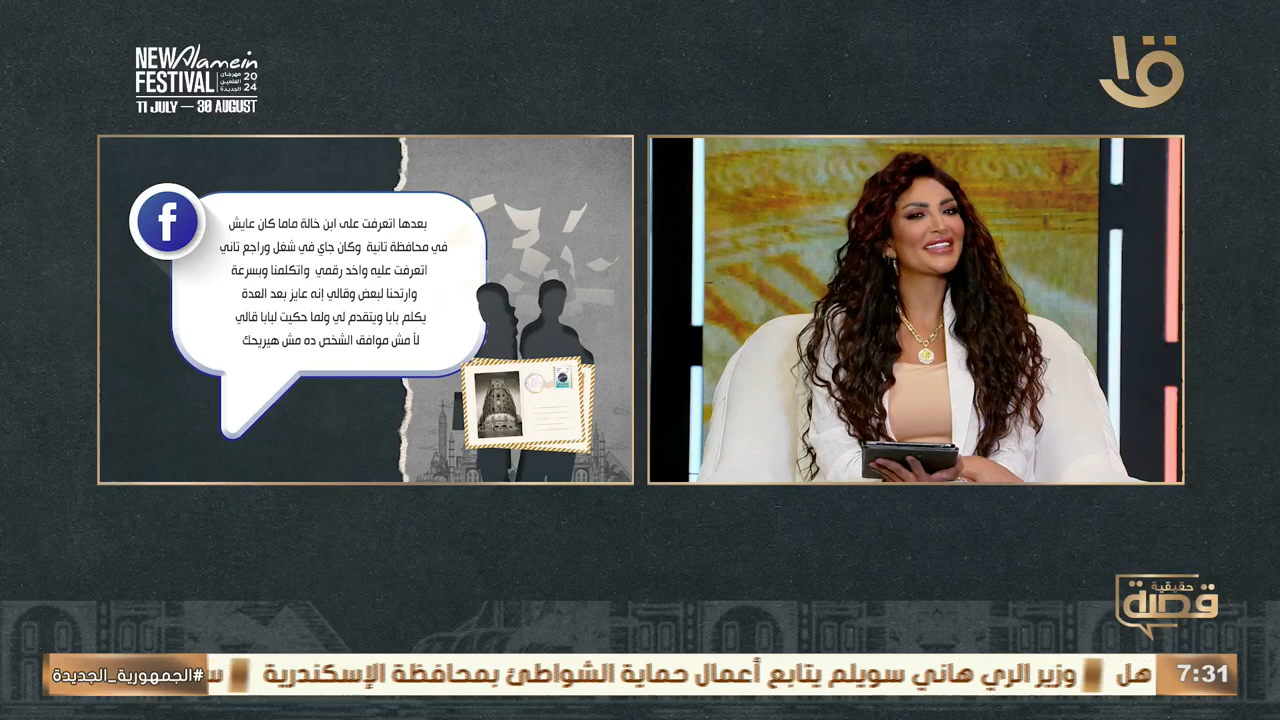 NEW Alamein
FESTIVAL
مهرجان
العلمين
الجديدة
2024
11 JULY — 30 AUGUST
بعدها اتعرفت على ابن خالة ماما كان عايش
في محافظة تانية وكان جاي في شغل وراجع تاني
اتعرفت عليه واخد رقمي واتكلمنا وبسرعة
وارتحنا لبعض وقالي إنه عايز بعد العدة
يكلم بابا ويتقدم لي ولما حكيت لبابا قالي
لأ مش موافق الشخص ده مش هيريحك
قصة
حقيقية
7:31
هل
وزير الري هاني سويلم يتابع أعمال حماية الشواطئ بمحافظة الإسكندرية
#الجمهورية_الجديدة